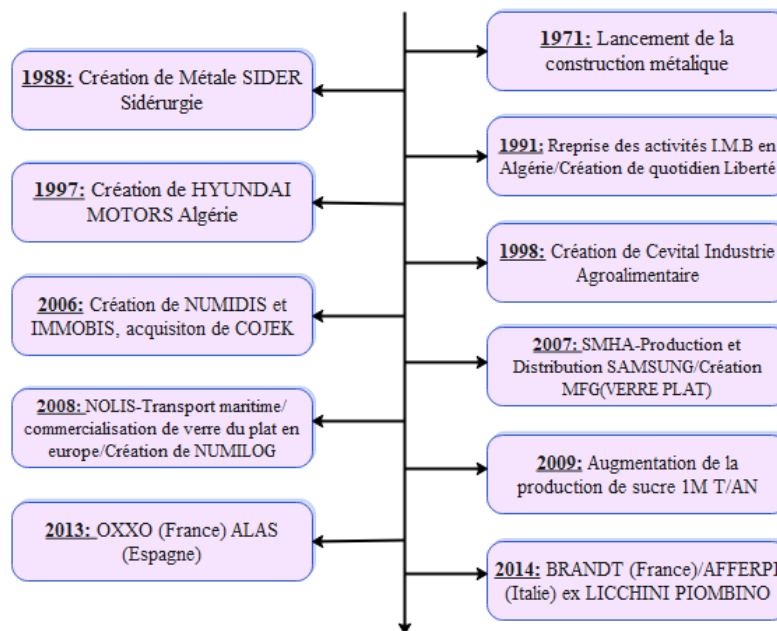 1971: Lancement de la
construction métalique
1988: Création de Métale SIDER
Sidérurgie
1991: Rreprise des activités I.M.B en
Algérie/Création de quotidien Liberté
1997: Création de HYUNDAI
MOTORS Algérie
1998: Création de Cevital Industrie
Agroalimentaire
2006: Création de NUMIDIS et
IMMOBIS, acquisiton de COJEK
2007: SMHA-Production et
Distribution SAMSUNG/Création
MFG(VERRE PLAT)
2008: NOLIS-Transport maritime/
commercialisation de verre du plat en
europe/Création de NUMILOG
2009: Augmentation de la
production de sucre 1M T/AN
2013: OXXO (France) ALAS
(Espagne)
2014: BRANDT (France)/AFFERPI
(Italie) ex LICCHINI PIOMBINO